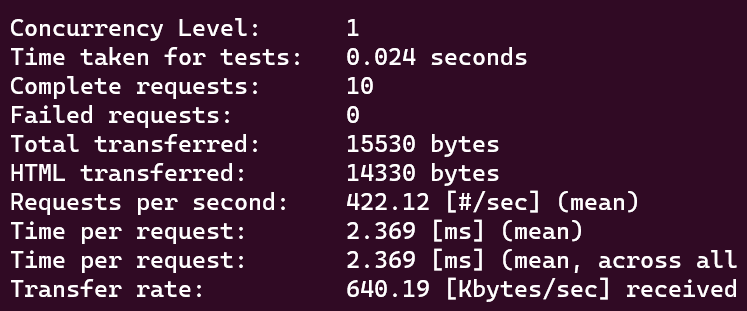 Concurrency Level:      1
Time taken for tests:   0.024 seconds
Complete requests:      10
Failed requests:        0
Total transferred:      15530 bytes
HTML transferred:       14330 bytes
Requests per second:    422.12 [#/sec] (mean)
Time per request:       2.369 [ms] (mean)
Time per request:       2.369 [ms] (mean, across all
Transfer rate:          640.19 [Kbytes/sec] received